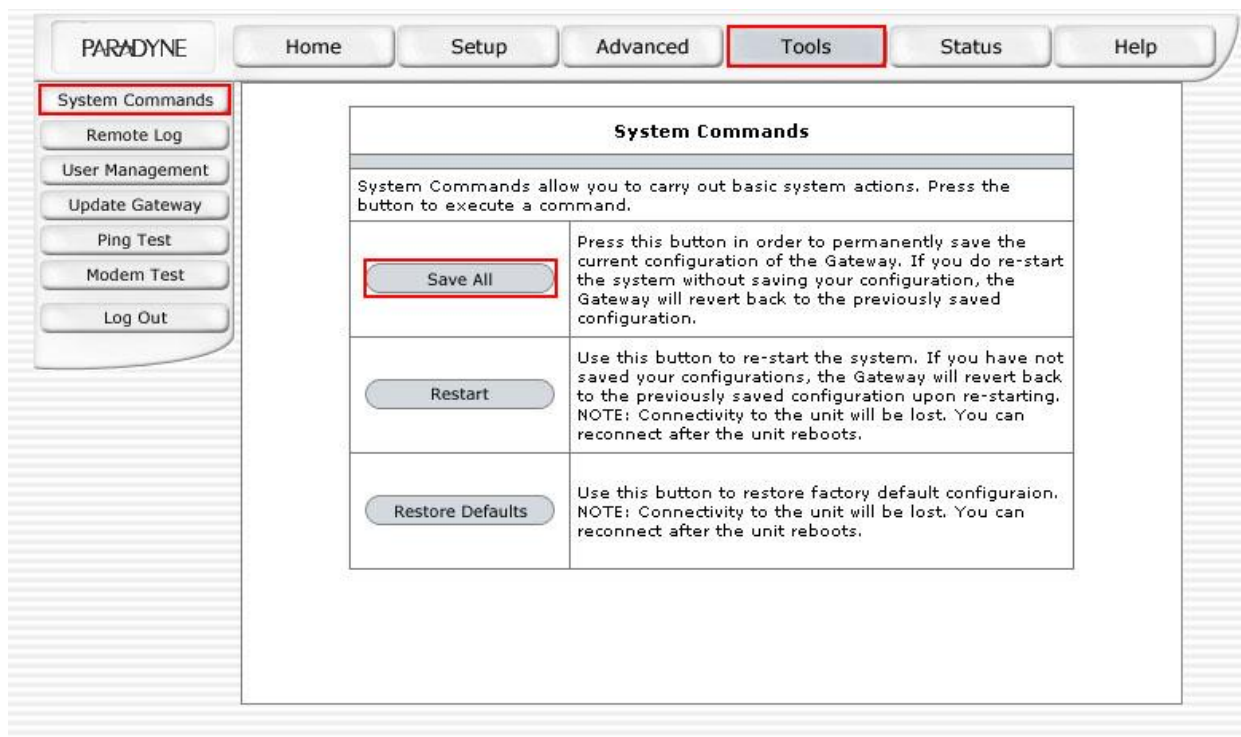 PARADYNE
Home
Setup
Advanced
Tools
Status
Help
System Commands
Remote Log
User Management
Update Gateway
Ping Test
Modem Test
Log Out
System Commands
System Commands allow you to carry out basic system actions. Press the
button to execute a command.
Save All
Press this button in order to permanently save the
current configuration of the Gateway. If you do re-start
the system without saving your configuration, the
Gateway will revert back to the previously saved
configuration.
Restart
Use this button to re-start the system. If you have not
saved your configurations, the Gateway will revert back
to the previously saved configuration upon re-starting.
NOTE: Connectivity to the unit will be lost. You can
reconnect after the unit reboots.
Restore Defaults
Use this button to restore factory default configuraion.
NOTE: Connectivity to the unit will be lost. You can
reconnect after the unit reboots.